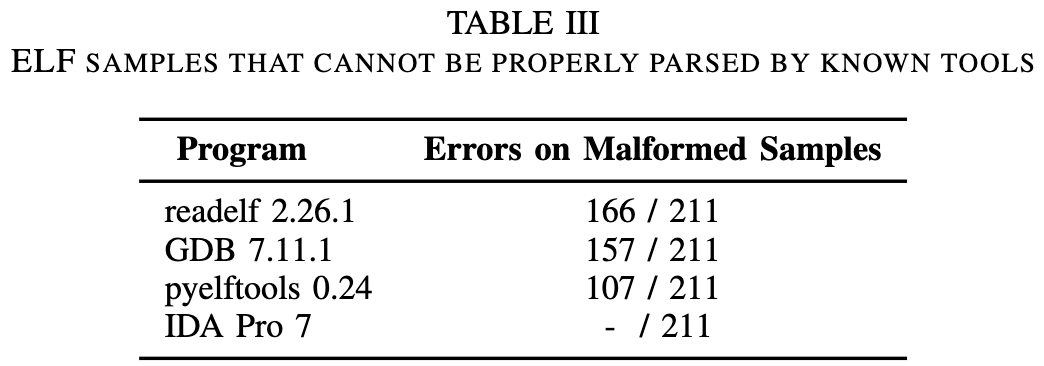 TABLE III
ELF SAMPLES THAT CANNOT BE PROPERLY PARSED BY KNOWN TOOLS
Program Errors on Malformed Samples
readelf 2.26.1 166 / 211
GDB 7.11.1 157 / 211
pyelftools 0.24 107 / 211
IDA Pro 7 - / 211